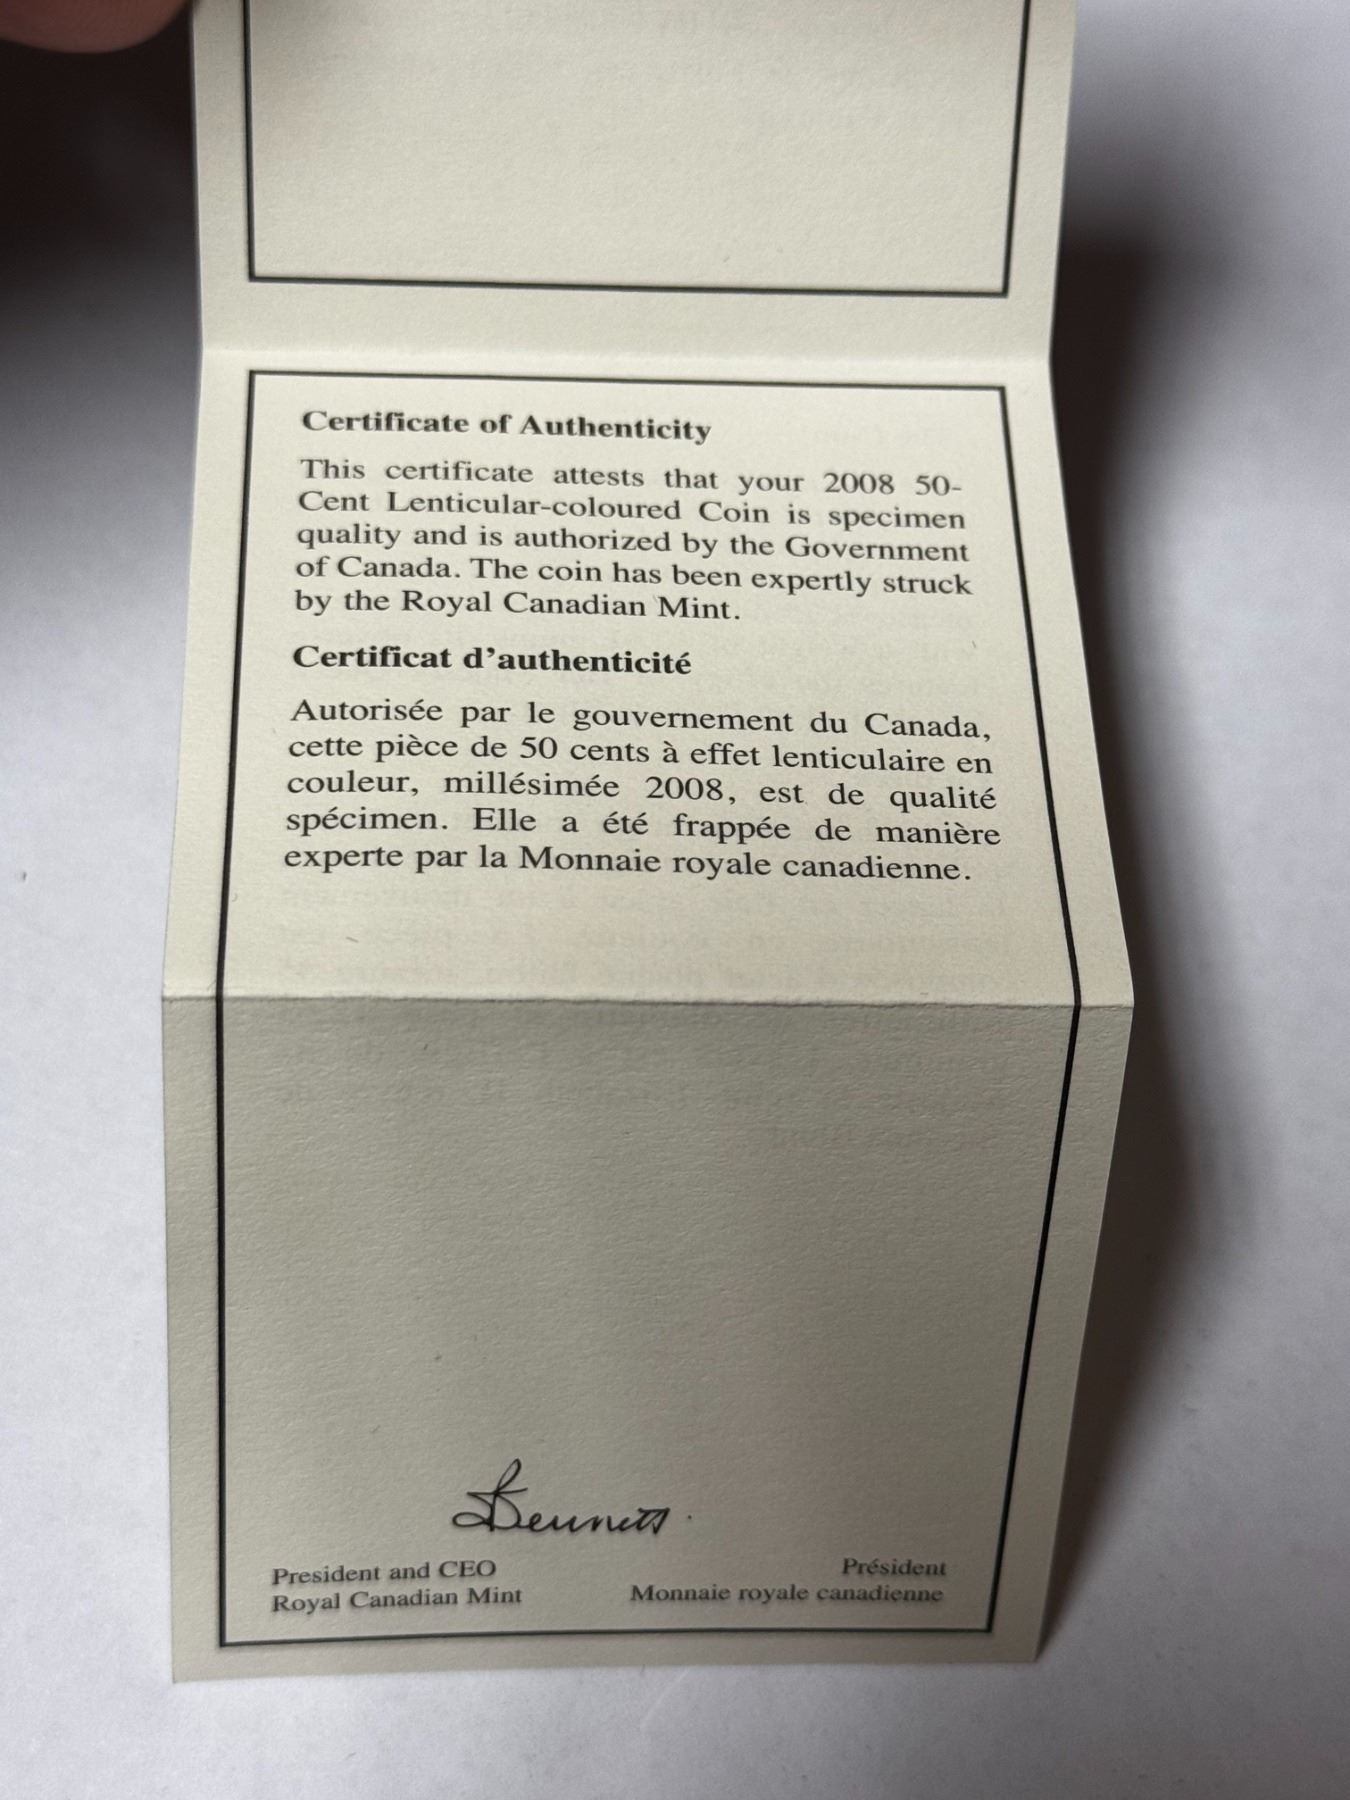 Certificate of Authenticity
This certificate attests that your 2008 50-
Cent Lenticular-coloured Coin is specimen
quality and is authorized by the Government
of Canada. The coin has been expertly struck
by the Royal Canadian Mint.
Certificat d’authenticité
Autorisée par le gouvernement du Canada,
cette pièce de 50 cents à effet lenticulaire en
couleur, millésimée 2008, est de qualité
spécimen. Elle a été frappée de manière
experte par la Monnaie royale canadienne.
Bennett
President and CEO
Royal Canadian Mint
Président
Monnaie royale canadienne